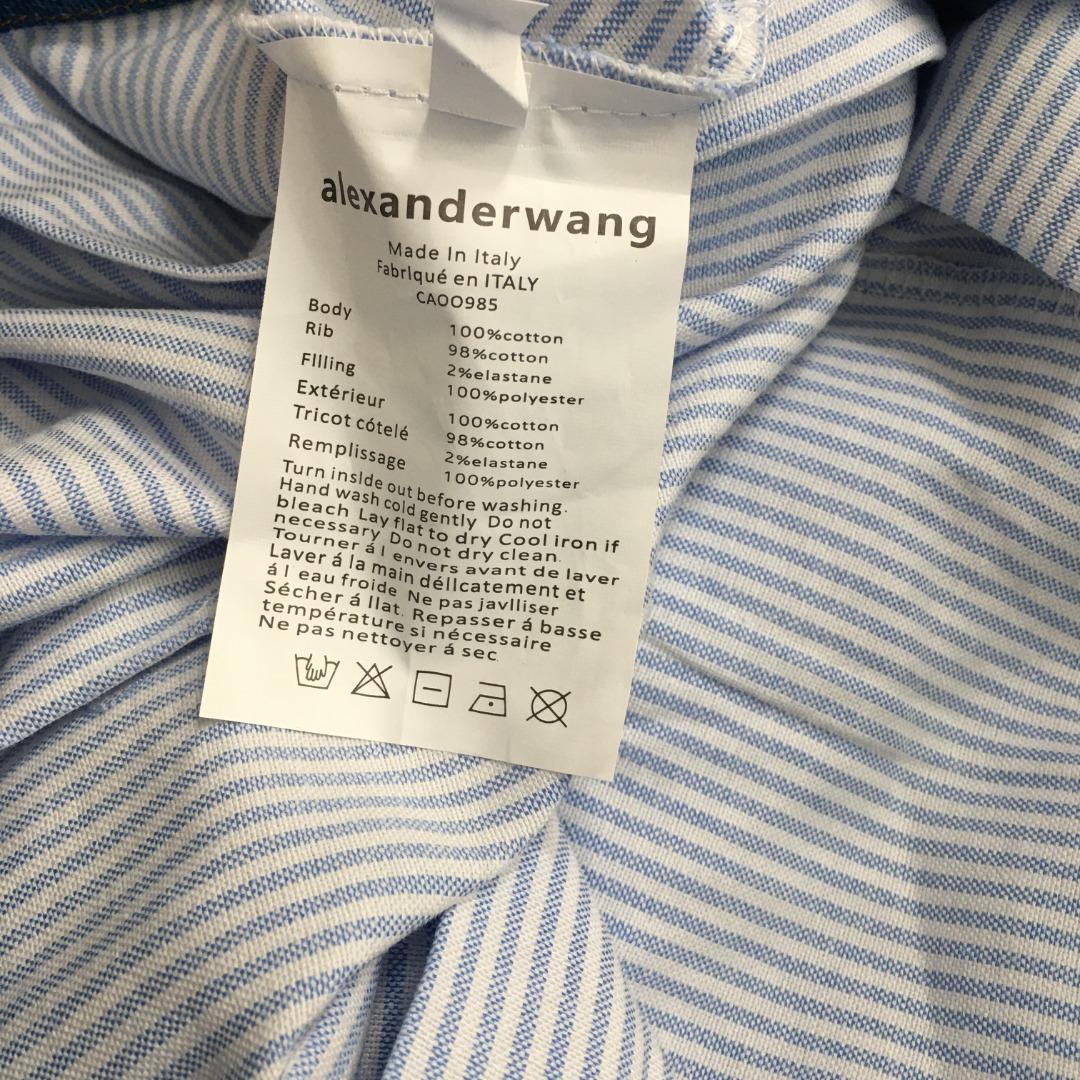 alexanderwang
Made In Italy
Fabrlqué en ITALY
CAOO985
Body 100%cotton
Rib 98%cotton
2%elastane
FIlling 100%polyester
Extérieur 100%cotton
Tricot cótelé 98%cotton
2%elastane
Remplissage 100%polyester
Turn inslde out before washing.
Hand wash cold gently Do not
bleach Lay flat to dry Cool iron if
necessary Do not dry clean.
Tourner á l envers avant de laver
Laver á la main déllcatement et
á l eau froide Ne pas javlliser
Sécher á llat. Repasser á basse
température si nécessaire
Ne pas nettoyer á sec.